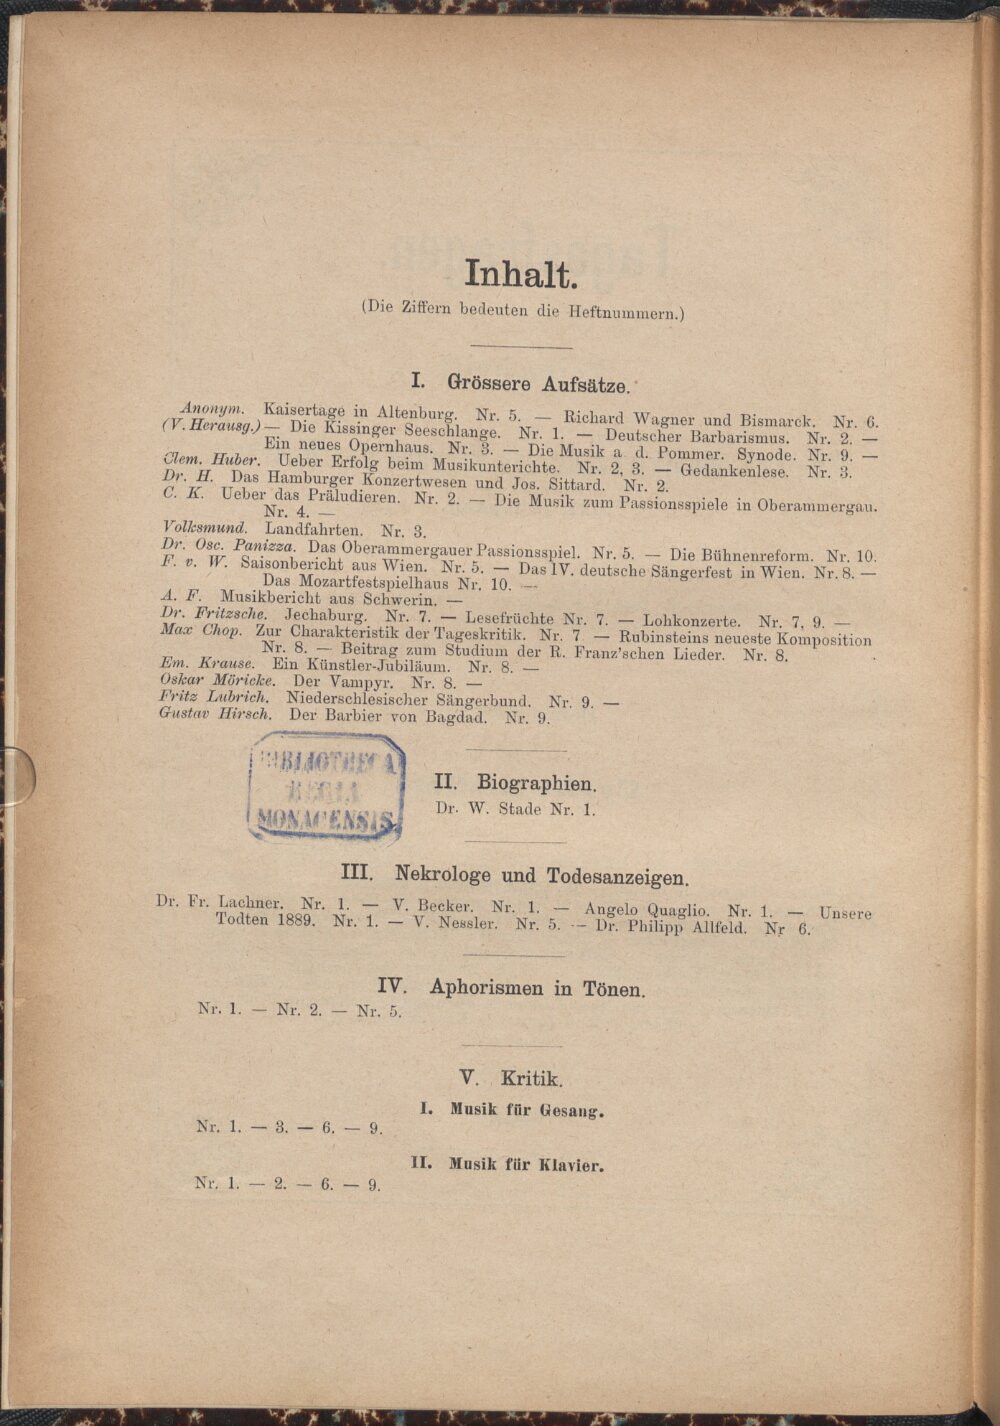 Inhalt.
(Die Ziffern bedeuten die Heftnummern.)
I. Grössere Aufsätze.
Anonym. Kaisertage in Altenburg. Nr. 5. — Richard Wagner und Bismarck. Nr. 6.
(V. Herausg.) — Die Kissinger Seeschlange. Nr. 1. — Deutscher Barbarismus. Nr. 2. —
Ein neues Opernhaus. Nr. 3. — Die Musik a d. Pommer. Synode. Nr. 9. —
Clem. Huber. Ueber Erfolg beim Musikunterichte. Nr. 2, 3. — Gedankenlese. Nr. 3.
Dr. H. Das Hamburger Konzertwesen und Jos. Sittard. Nr. 2.
C. K. Ueber das Präludieren. Nr. 2. — Die Musik zum Passionsspiele in Oberammergau.
Nr. 4. —
Volksmund. Landfahrten. Nr. 3.
Dr. Osc. Panizza. Das Oberammergauer Passionsspiel. Nr. 5. — Die Bühnenreform. Nr. 10.
F. v. W. Saisonbericht aus Wien. Nr. 5. — Das IV. deutsche Sängerfest in Wien. Nr. 8. —
Das Mozartfestspielhaus Nr. 10. —
A. F. Musikbericht aus Schwerin. —
Dr. Fritzsche. Jechaburg. Nr. 7. — Lesefrüchte Nr. 7. — Lohkonzerte. Nr. 7, 9. —
Max Chop. Zur Charakteristik der Tageskritik. Nr. 7 — Rubinsteins neueste Komposition
Nr. 8. — Beitrag zum Studium der R. Franz'schen Lieder. Nr. 8.
Em. Krause. Ein Künstler-Jubiläum. Nr. 8. —
Oskar Möricke. Der Vampyr. Nr. 8. —
Fritz Lubrich. Niederschlesischer Sängerbund. Nr. 9. —
Gustav Hirsch. Der Barbier von Bagdad. Nr. 9.
BIBLIOTHECA
REGIA
MONACENSIS
II. Biographien.
Dr. W. Stade Nr. 1.
III. Nekrologe und Todesanzeigen.
Dr. Fr. Lachner. Nr. 1. — V. Becker. Nr. 1. — Angelo Quaglio. Nr. 1. — Unsere
Todten 1889. Nr. 1. — V. Nessler. Nr. 5. — Dr. Philipp Allfeld. Nr 6.
IV. Aphorismen in Tönen.
Nr. 1. — Nr. 2. — Nr. 5.
V. Kritik.
I. Musik für Gesang.
Nr. 1. — 3. — 6. — 9.
II. Musik für Klavier.
Nr. 1. — 2. — 6. — 9.